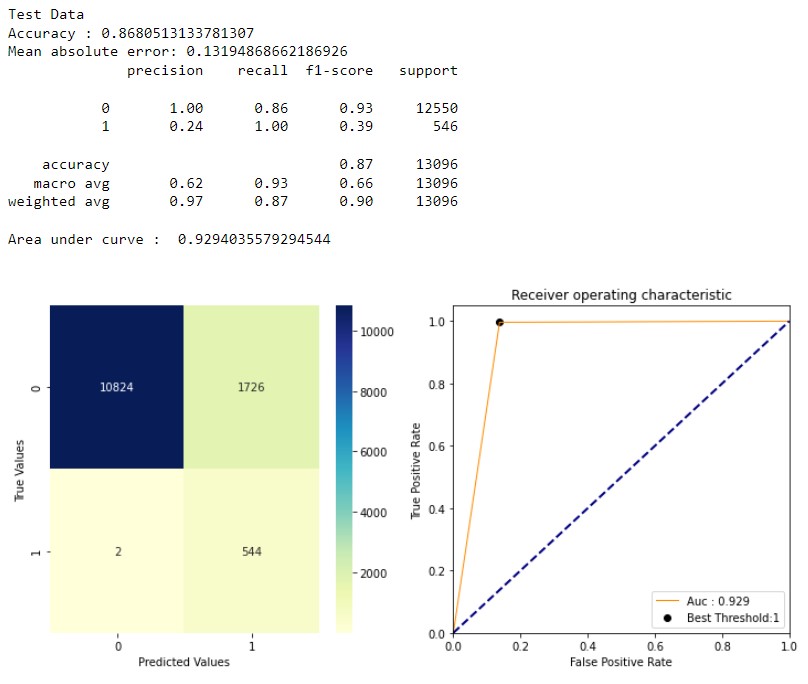 Test Data
Accuracy : 0.8680513133781307
Mean absolute error: 0.13194868662186926
precision recall f1-score support
0 1.00 0.86 0.93 12550
1 0.24 1.00 0.39 546
accuracy 0.87 13096
macro avg 0.62 0.93 0.66 13096
weighted avg 0.97 0.87 0.90 13096
Area under curve : 0.9294035579294544
10824 1726
2 544
0
1
True Values
0 1
Predicted Values
10000
8000
6000
4000
2000
Receiver operating characteristic
1.0
0.8
0.6
0.4
0.2
0.0
True Positive Rate
Auc : 0.929
Best Threshold:1
0.0 0.2 0.4 0.6 0.8 1.0
False Positive Rate